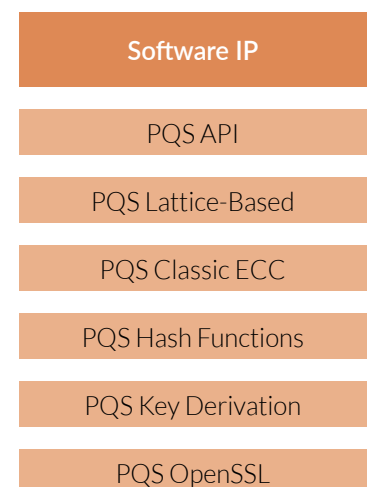 Software IP
PQS API
PQS Lattice-Based
PQS Classic ECC
PQS Hash Functions
PQS Key Derivation
PQS OpenSSL